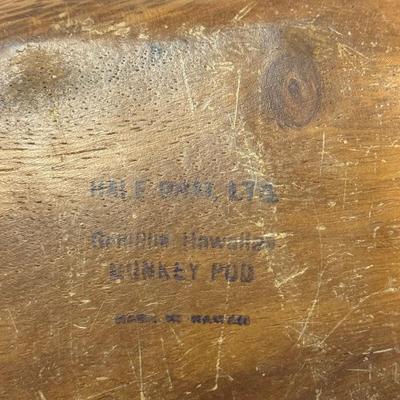 HALE OHAI, LTD.
Genuine Hawaiian
MONKEY POD
MADE IN HAWAII